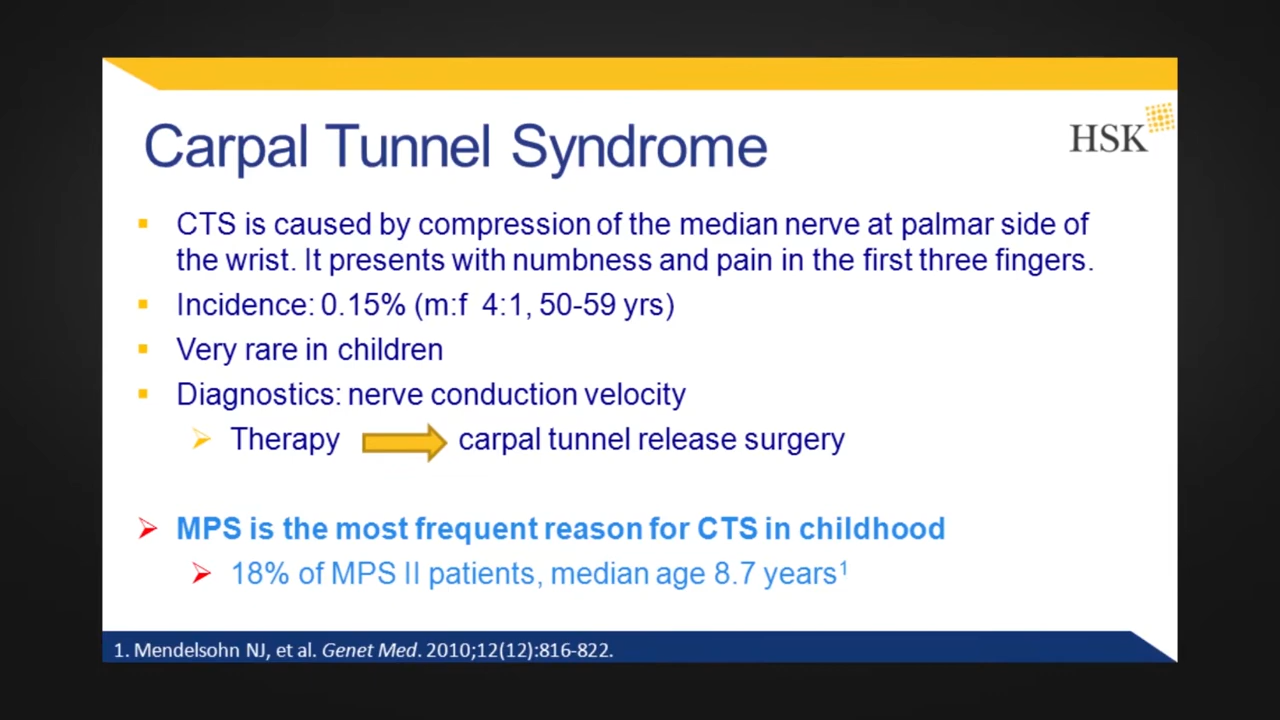 Carpal Tunnel Syndrome
HSK
CTS is caused by compression of the median nerve at palmar side of
the wrist. It presents with numbness and pain in the first three fingers.
Incidence: 0.15% (m:f 4:1, 50-59 yrs)
Very rare in children
Diagnostics: nerve conduction velocity
Therapy carpal tunnel release surgery
MPS is the most frequent reason for CTS in childhood
18% of MPS II patients, median age 8.7 years¹
1. Mendelsohn NJ, et al. Genet Med. 2010;12(12):816-822.